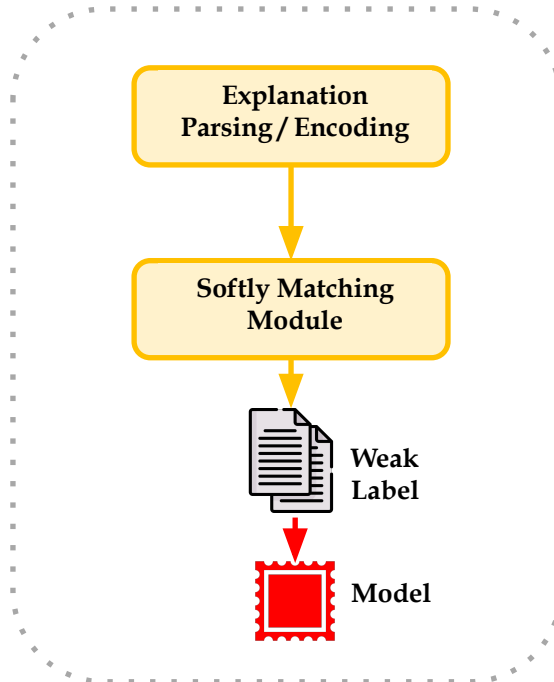 Explanation
Parsing / Encoding
Softly Matching
Module
Weak
Label
Model